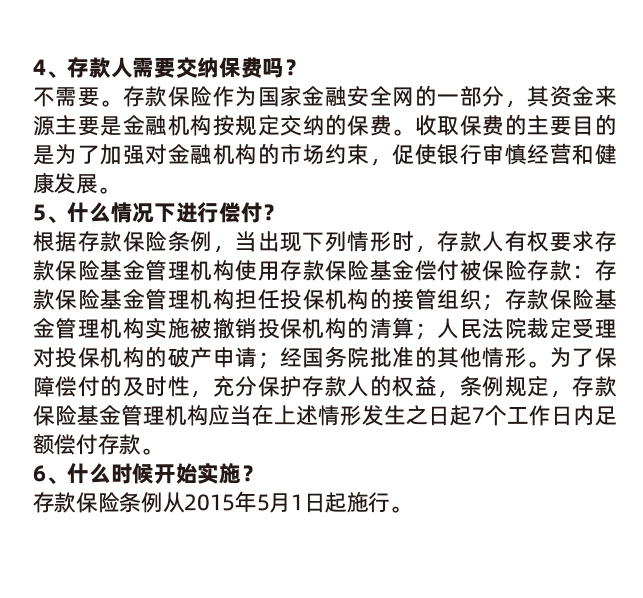 4、存款人需要交纳保费吗？
不需要。存款保险作为国家金融安全网的一部分，其资金来
源主要是金融机构按规定交纳的保费。收取保费的主要目的
是为了加强对金融机构的市场约束，促使银行审慎经营和健
康发展。
5、什么情况下进行偿付？
根据存款保险条例，当出现下列情形时，存款人有权要求存
款保险基金管理机构使用存款保险基金偿付被保险存款：存
款保险基金管理机构担任投保机构的接管组织；存款保险基
金管理机构实施被撤销投保机构的清算；人民法院裁定受理
对投保机构的破产申请；经国务院批准的其他情形。为了保
障偿付的及时性，充分保护存款人的权益，条例规定，存款
保险基金管理机构应当在上述情形发生之日起7个工作日内足
额偿付存款。
6、什么时候开始实施？
存款保险条例从2015年5月1日起施行。